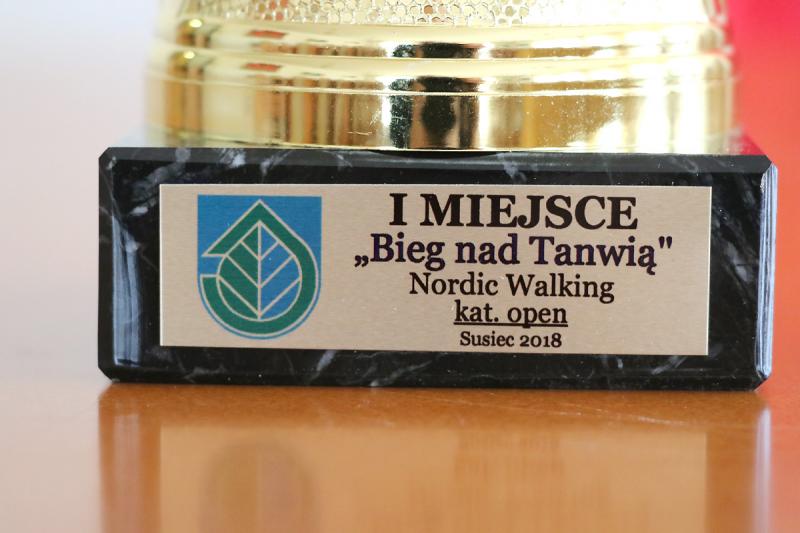 I MIEJSCE
„Bieg nad Tanwią"
Nordic Walking
kat. open
Susiec 2018